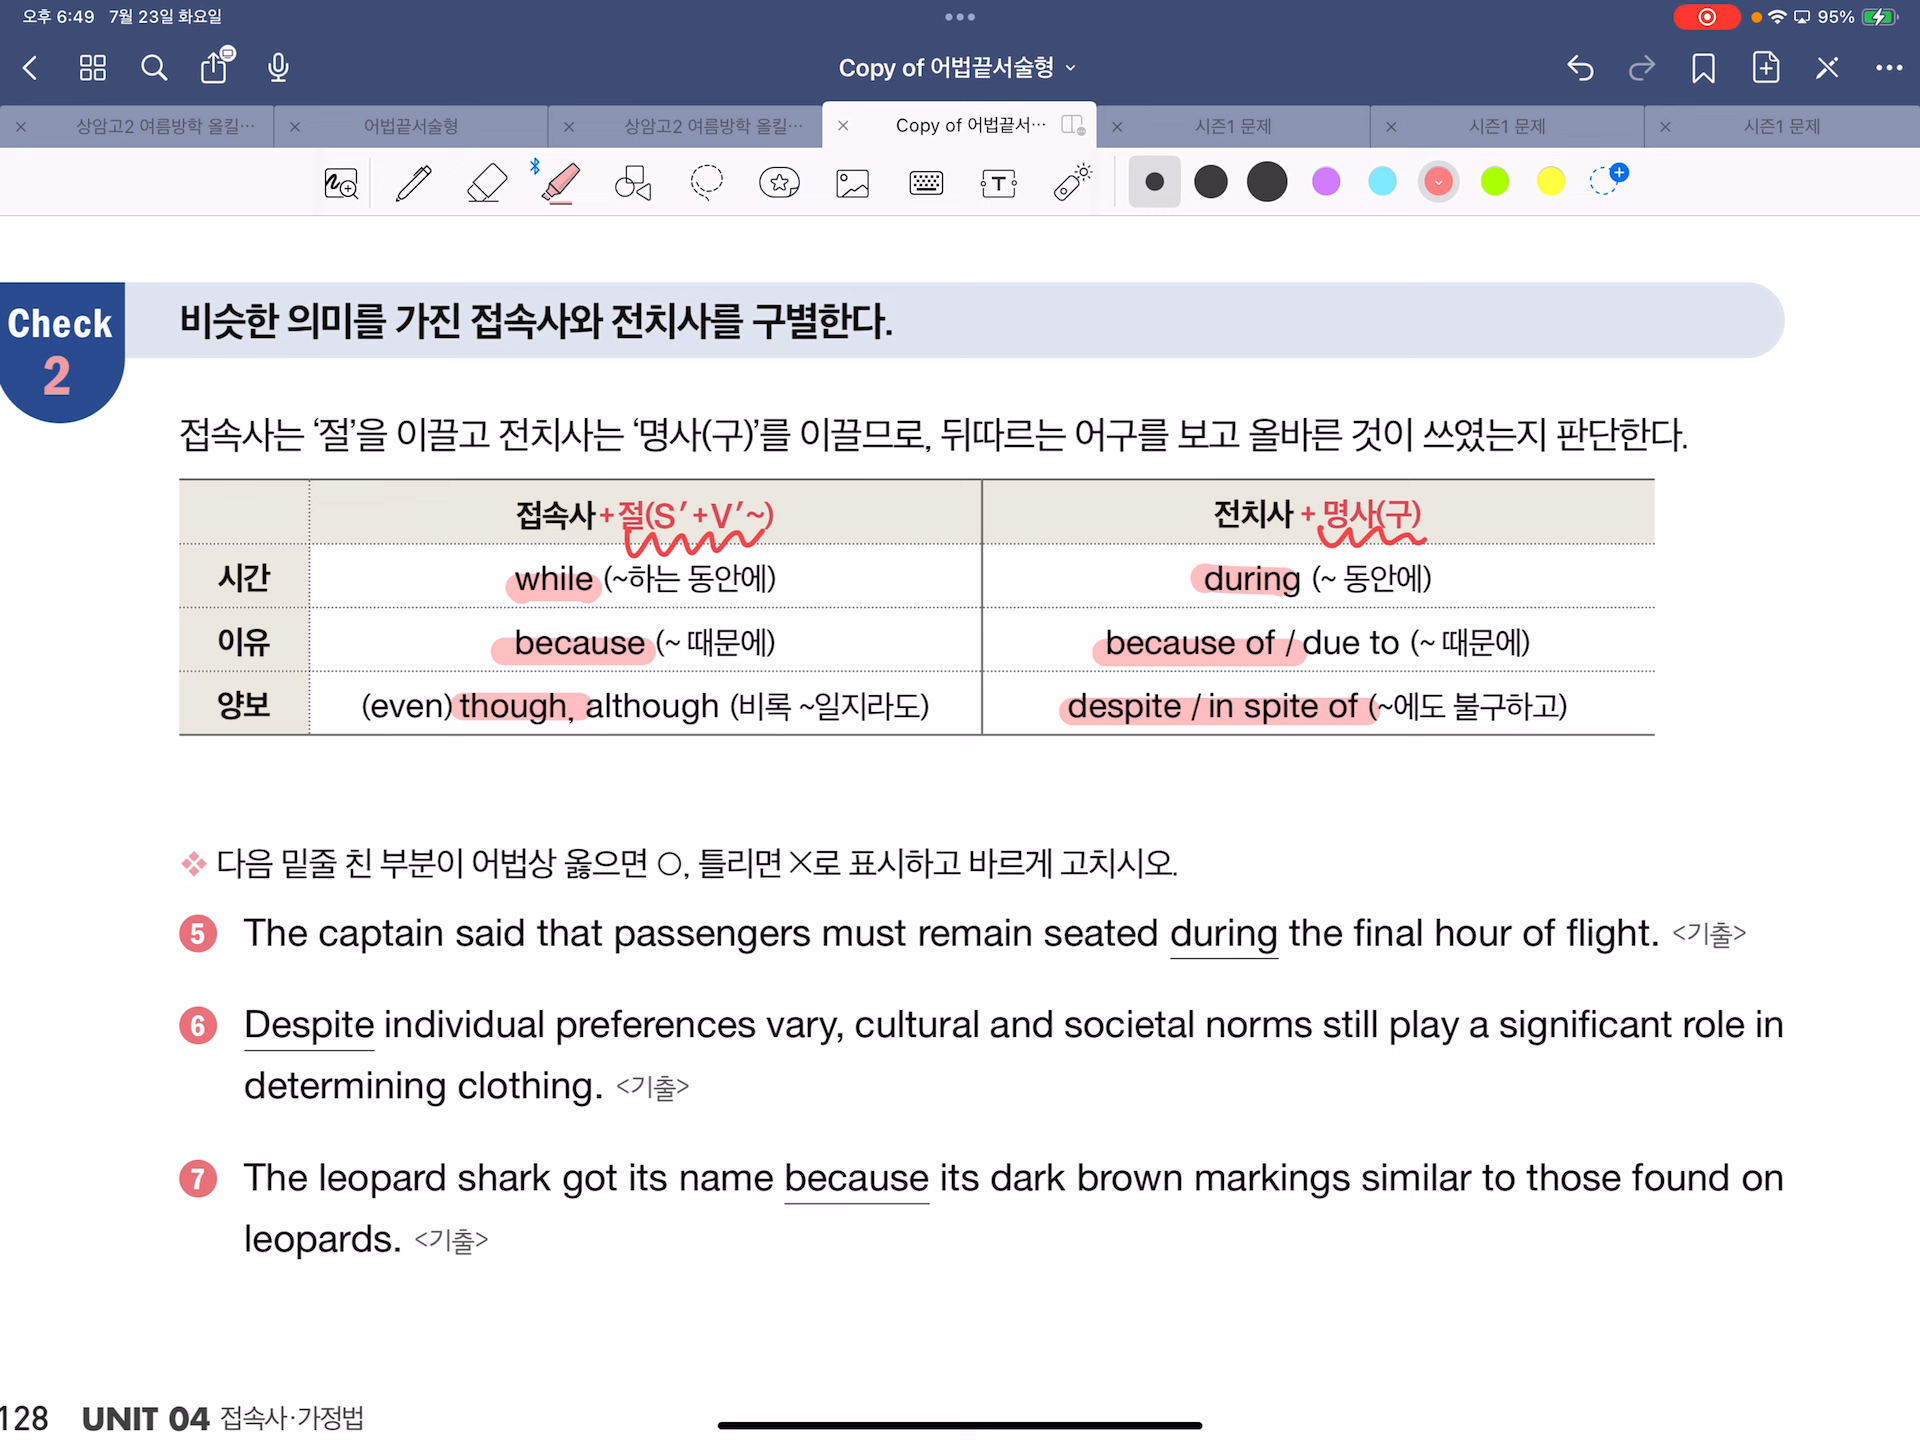 오후 6:49 7월 23일 화요일
95%
Copy of 어법끝서술형
상암고2 여름방학 올킬…
어법끝서술형
상암고2 여름방학 올킬…
Copy of 어법끝서…
시즌1 문제
시즌1 문제
시즌1 문제
Check
2
비슷한 의미를 가진 접속사와 전치사를 구별한다.
접속사는 ‘절’을 이끌고 전치사는 ‘명사(구)’를 이끌므로, 뒤따르는 어구를 보고 올바른 것이 쓰였는지 판단한다.
접속사+절(S′+V′~) 전치사 + 명사(구)
시간 while (~하는 동안에) during (~ 동안에)
이유 because (~ 때문에) because of / due to (~ 때문에)
양보 (even) though, although (비록 ~일지라도) despite / in spite of (~에도 불구하고)
❖ 다음 밑줄 친 부분이 어법상 옳으면 ○, 틀리면 ×로 표시하고 바르게 고치시오.
5 The captain said that passengers must remain seated during the final hour of flight. <기출>
6 Despite individual preferences vary, cultural and societal norms still play a significant role in
determining clothing. <기출>
7 The leopard shark got its name because its dark brown markings similar to those found on
leopards. <기출>
128 UNIT 04 접속사·가정법